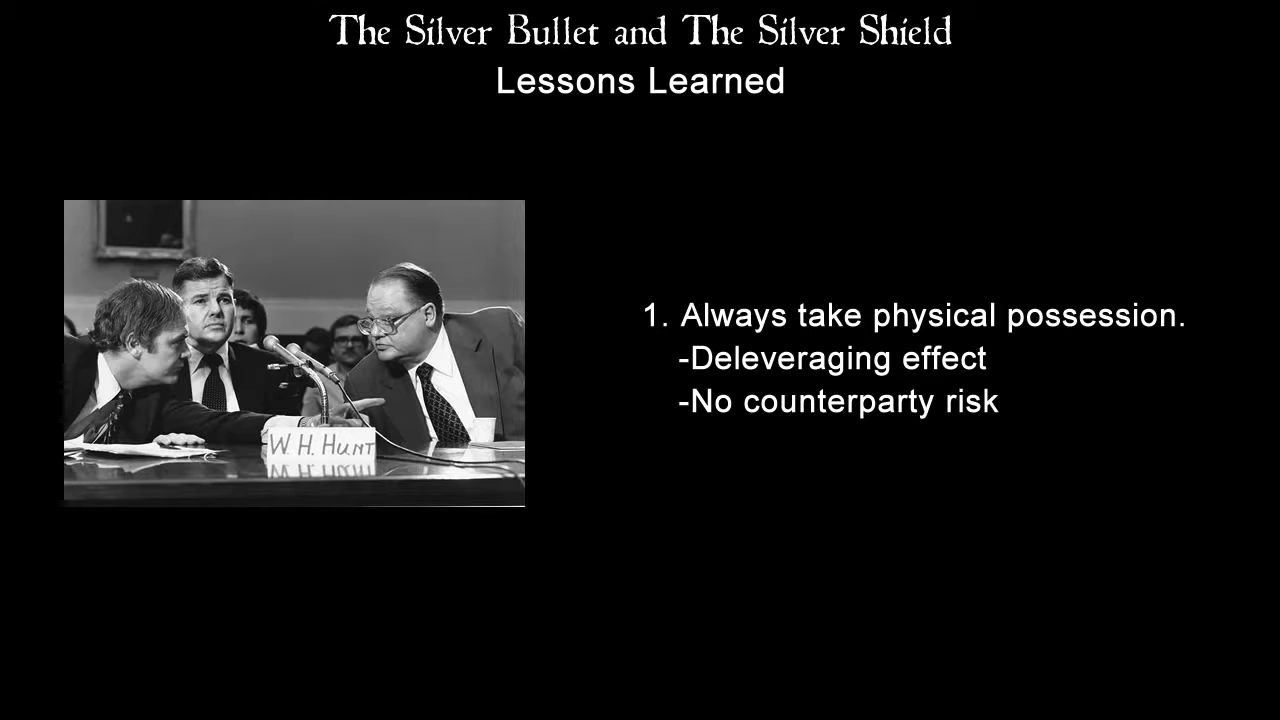 The Silver Bullet and The Silver Shield
Lessons Learned
1. Always take physical possession.
-Deleveraging effect
-No counterparty risk
W. H. HUNT